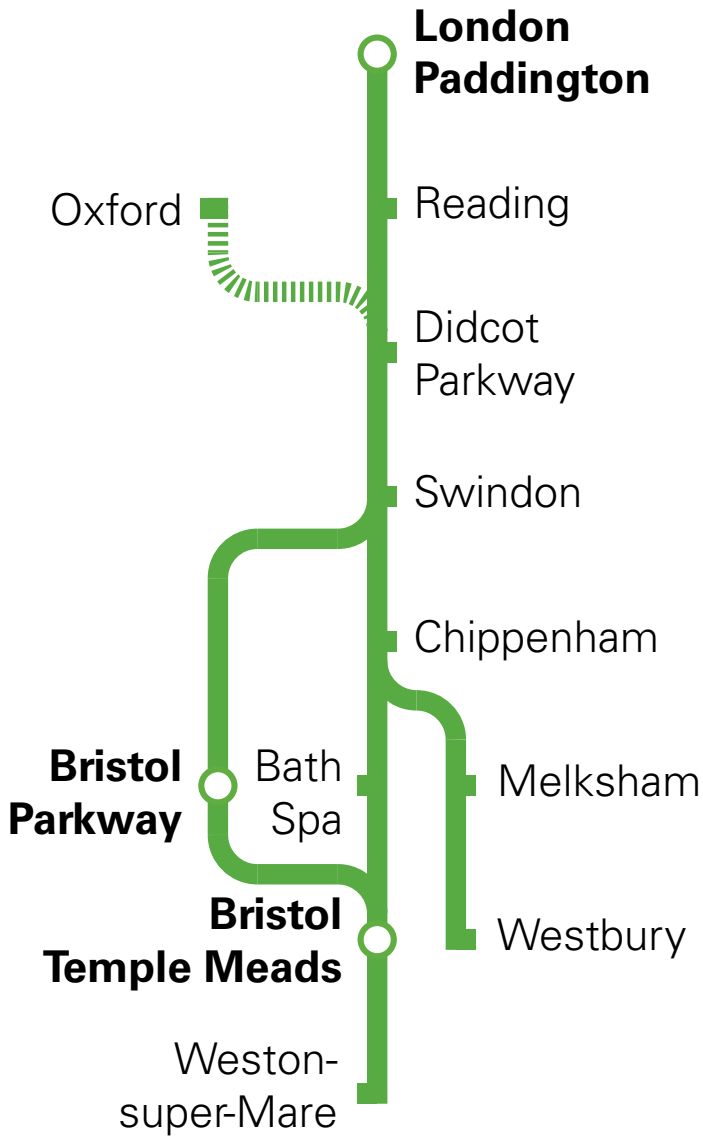 London
Paddington
Oxford
Reading
Didcot
Parkway
Swindon
Chippenham
Bristol
Parkway
Bath
Spa
Melksham
Bristol
Temple Meads
Westbury
Weston-
super-Mare